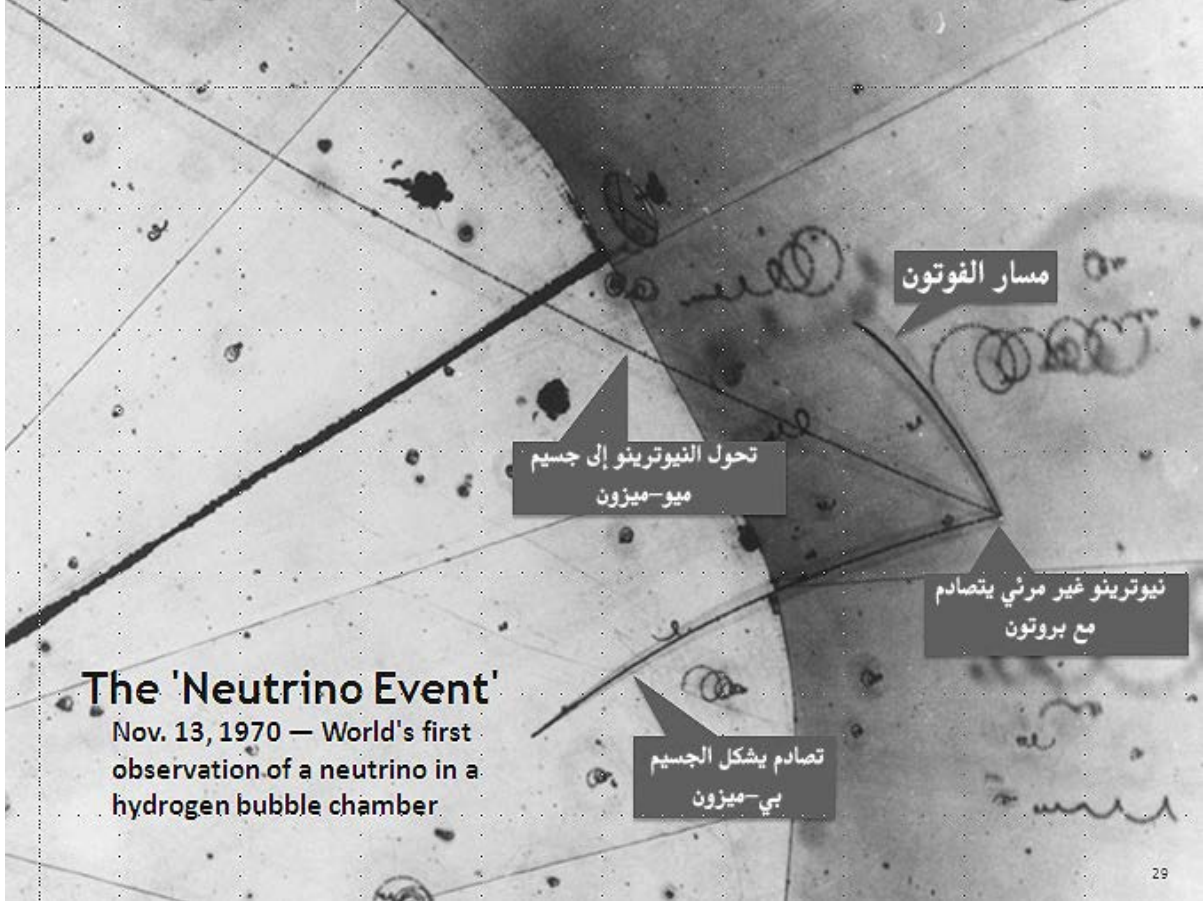 مسار الفوتون
تحول النيوترينو إلى جسيم
ميو-ميزون
نيوترينو غير مرئي يتصادم
مع بروتون
The 'Neutrino Event'
Nov. 13, 1970 — World's first
observation of a neutrino in a
hydrogen bubble chamber
تصادم يشكل الجسيم
بي-ميزون
29